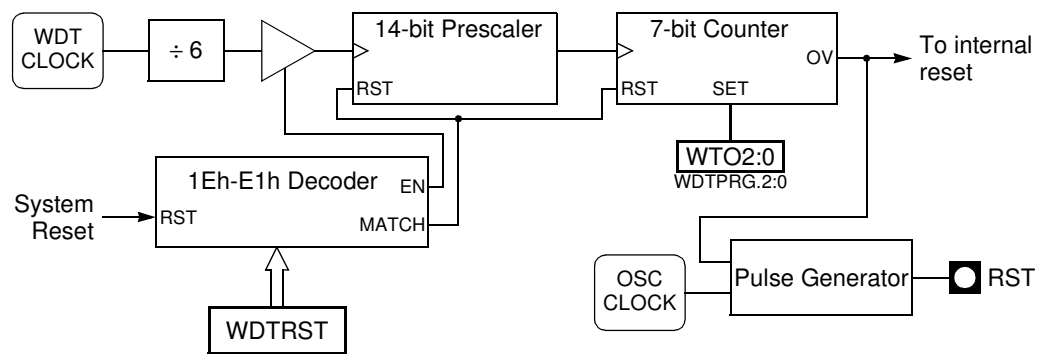 WDT
CLOCK
÷ 6
14-bit Prescaler
RST
7-bit Counter
OV
RST
SET
To internal
reset
WTO2:0
WDTPRG.2:0
1Eh-E1h Decoder
EN
RST
MATCH
System
Reset
WDTRST
OSC
CLOCK
Pulse Generator
RST